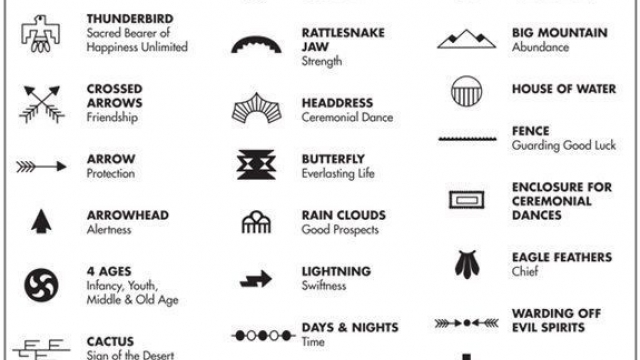 THUNDERBIRD
Sacred Bearer of
Happiness Unlimited
CROSSED
ARROWS
Friendship
ARROW
Protection
ARROWHEAD
Alertness
4 AGES
Infancy, Youth,
Middle & Old Age
CACTUS
Sign of the Desert
RATTLESNAKE
JAW
Strength
HEADDRESS
Ceremonial Dance
BUTTERFLY
Everlasting Life
RAIN CLOUDS
Good Prospects
LIGHTNING
Swiftness
DAYS & NIGHTS
Time
BIG MOUNTAIN
Abundance
HOUSE OF WATER
FENCE
Guarding Good Luck
ENCLOSURE FOR
CEREMONIAL
DANCES
EAGLE FEATHERS
Chief
WARDING OFF
EVIL SPIRITS